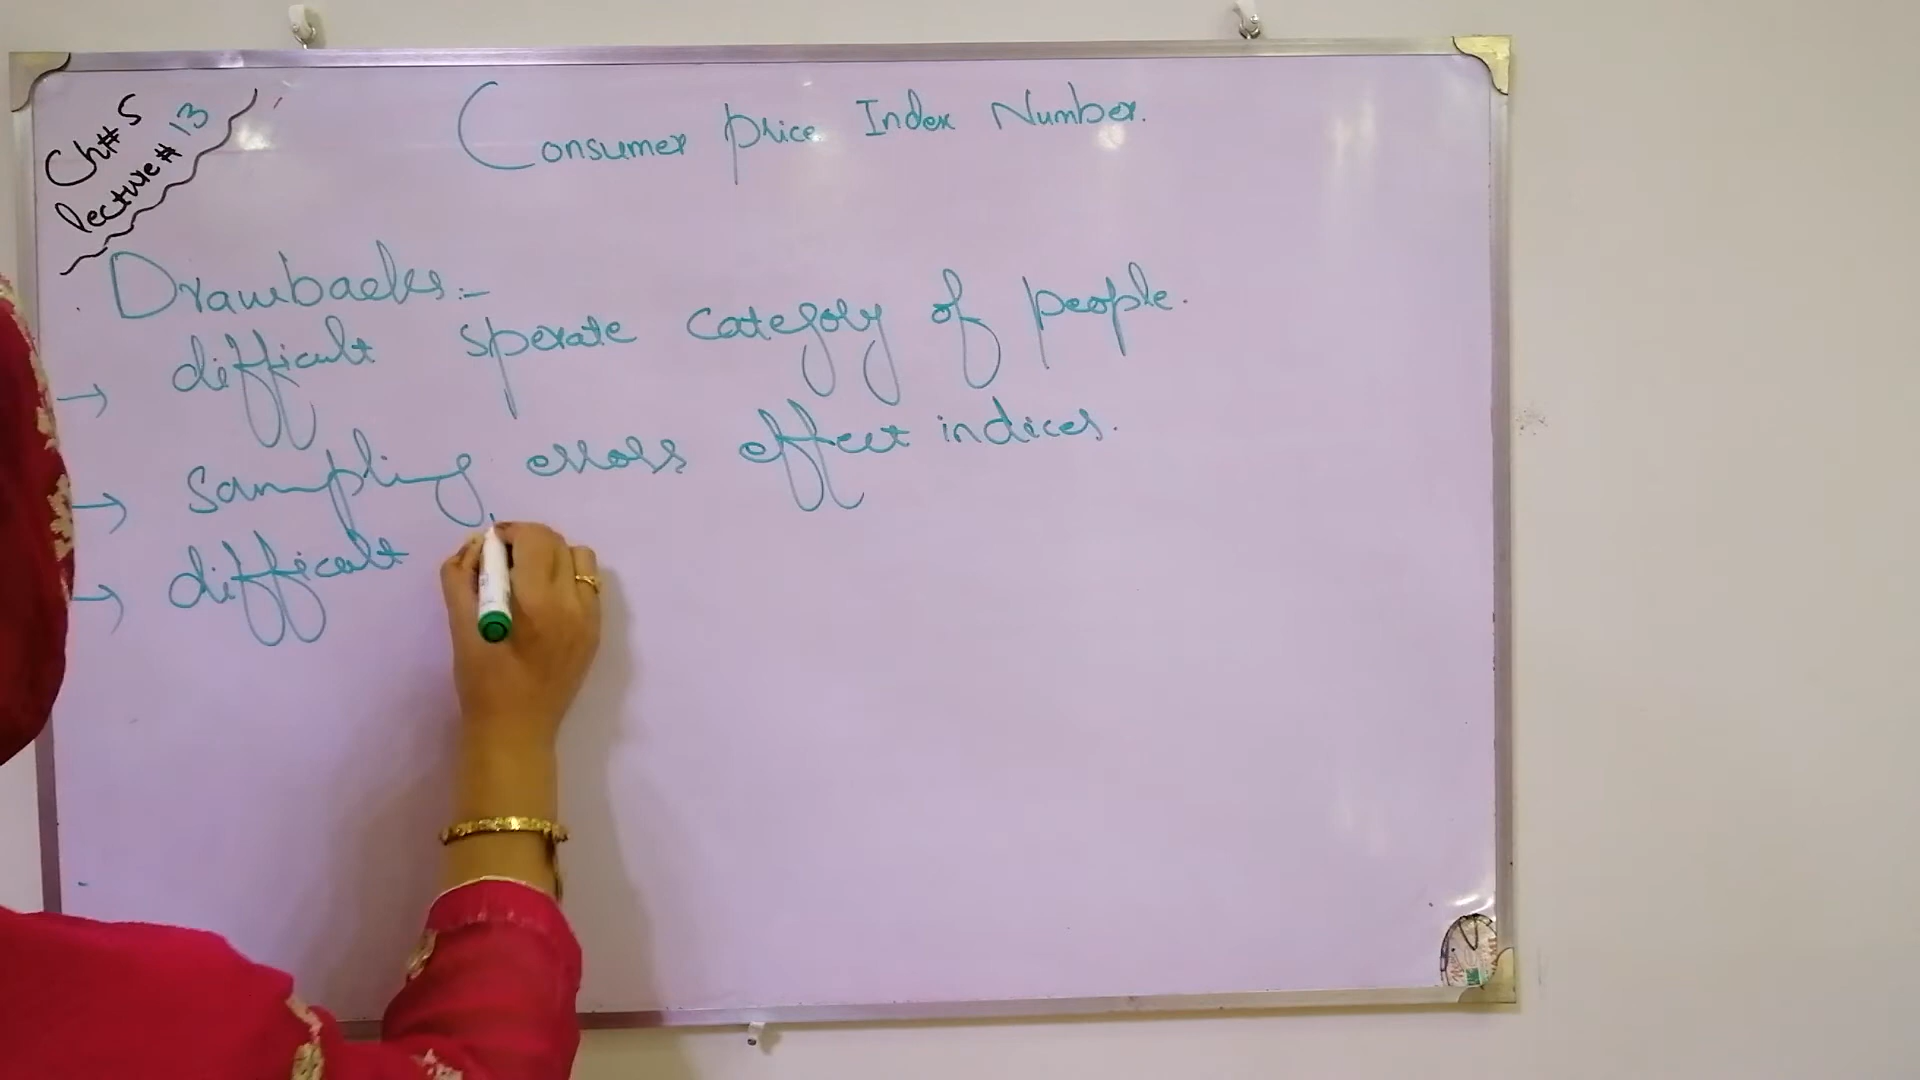 Ch# 5
lecture # 13
Consumer price Index Number.
Drawbacks:-
→ difficult sperate category of people.
→ Sampling errors effect indices.
→ difficult